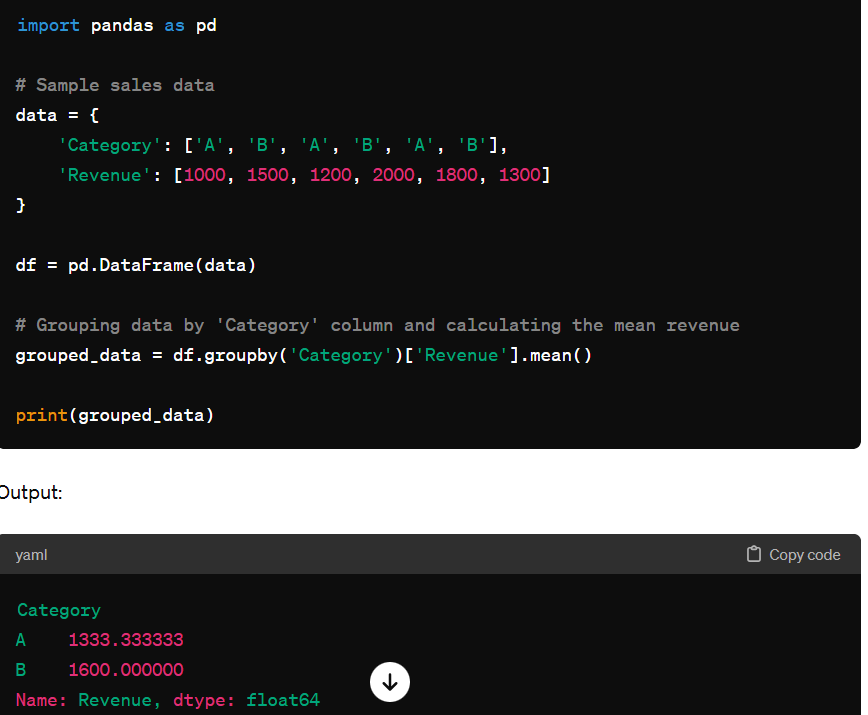 import pandas as pd
# Sample sales data
data = {
    'Category': ['A', 'B', 'A', 'B', 'A', 'B'],
    'Revenue': [1000, 1500, 1200, 2000, 1800, 1300]
}
df = pd.DataFrame(data)
# Grouping data by 'Category' column and calculating the mean revenue
grouped_data = df.groupby('Category')['Revenue'].mean()
print(grouped_data)
Output:
yaml Copy code
Category
A    1333.333333
B    1600.000000
Name: Revenue, dtype: float64